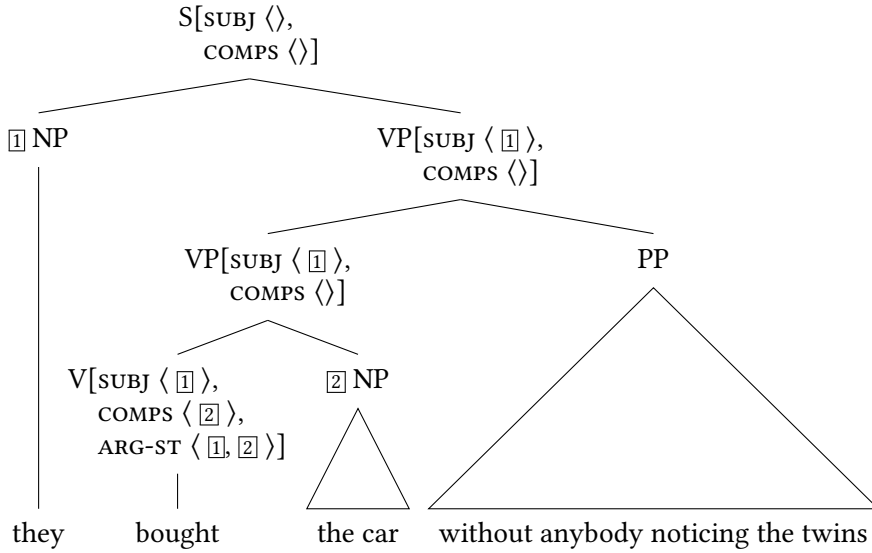 S[SUBJ ⟨⟩,
COMPS ⟨⟩]
1 NP
VP[SUBJ ⟨ 1 ⟩,
COMPS ⟨⟩]
VP[SUBJ ⟨ 1 ⟩,
COMPS ⟨⟩]
PP
V[SUBJ ⟨ 1 ⟩,
COMPS ⟨ 2 ⟩,
ARG-ST ⟨ 1, 2 ⟩]
2 NP
they bought the car without anybody noticing the twins